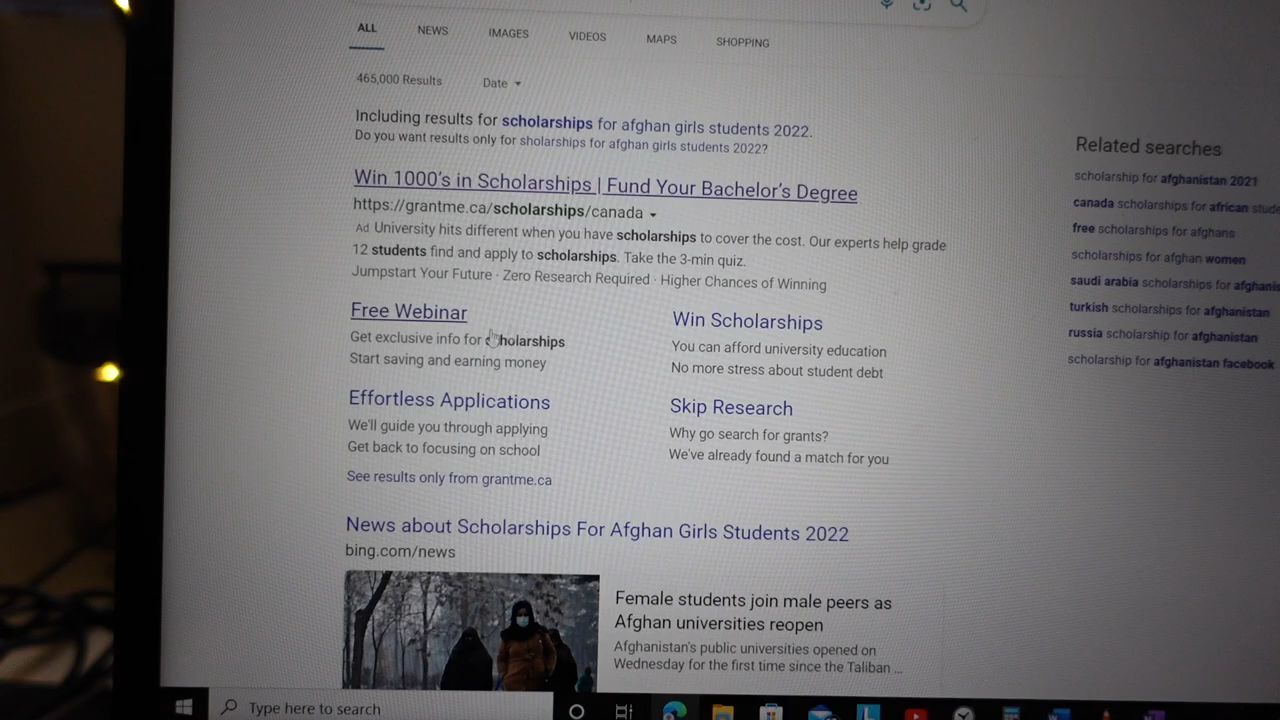 ALL NEWS IMAGES VIDEOS MAPS SHOPPING
465,000 Results Date
Including results for scholarships for afghan girls students 2022.
Do you want results only for sholarships for afghan girls students 2022?
Win 1000's in Scholarships | Fund Your Bachelor's Degree
https://grantme.ca/scholarships/canada
Ad University hits different when you have scholarships to cover the cost. Our experts help grade
12 students find and apply to scholarships. Take the 3-min quiz.
Jumpstart Your Future · Zero Research Required · Higher Chances of Winning
Free Webinar
Get exclusive info for scholarships
Start saving and earning money
Win Scholarships
You can afford university education
No more stress about student debt
Effortless Applications
We'll guide you through applying
Get back to focusing on school
Skip Research
Why go search for grants?
We've already found a match for you
See results only from grantme.ca
News about Scholarships For Afghan Girls Students 2022
bing.com/news
Female students join male peers as
Afghan universities reopen
Afghanistan's public universities opened on
Wednesday for the first time since the Taliban ...
Related searches
scholarship for afghanistan 2021
canada scholarships for african stude
free scholarships for afghans
scholarships for afghan women
saudi arabia scholarships for afghanis
turkish scholarships for afghanistan
russia scholarship for afghanistan
scholarship for afghanistan facebook
Type here to search